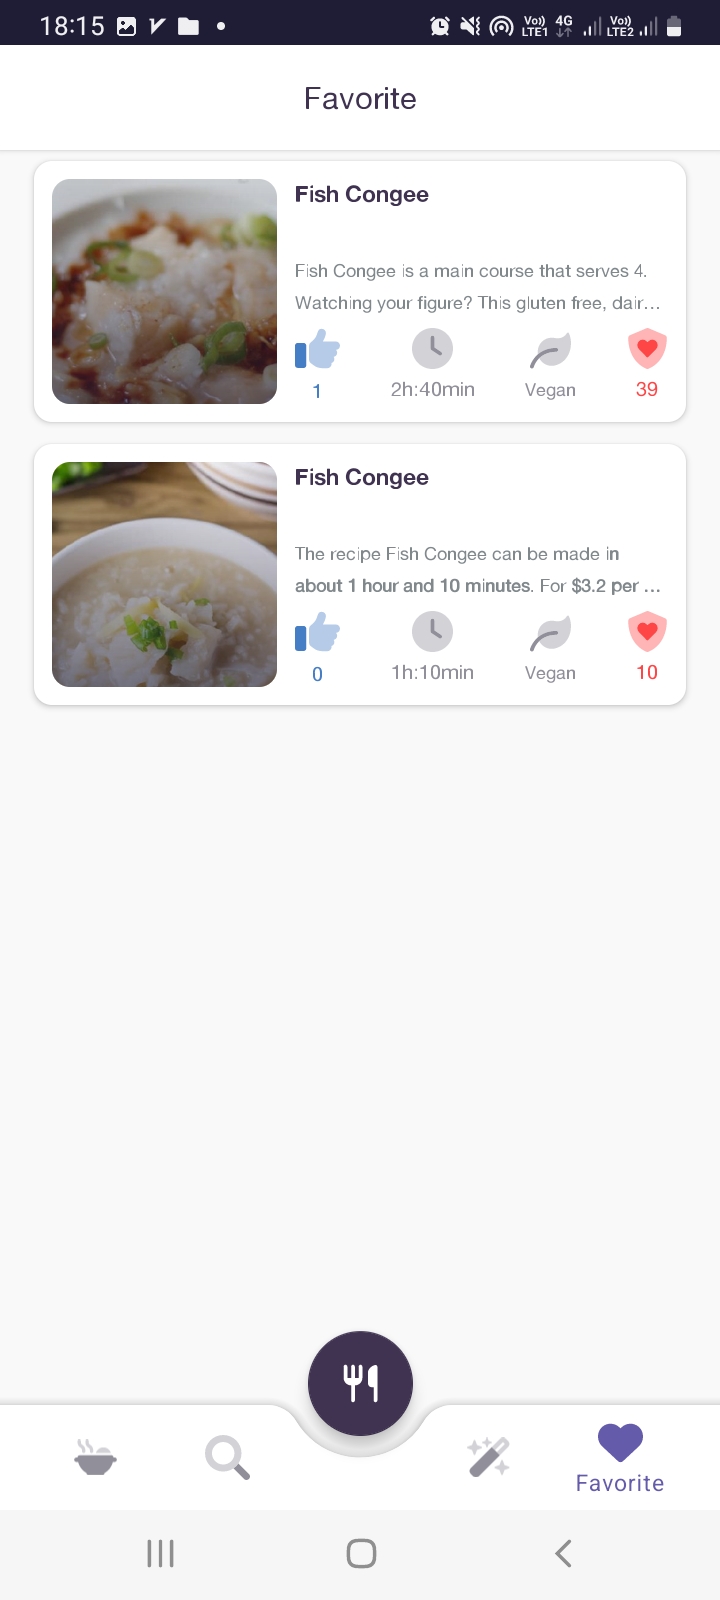 18:15
Vo)) LTE1 4G Vo)) LTE2
Favorite
Fish Congee
Fish Congee is a main course that serves 4.
Watching your figure? This gluten free, dair...
1 2h:40min Vegan 39
Fish Congee
The recipe Fish Congee can be made in
about 1 hour and 10 minutes. For $3.2 per ...
0 1h:10min Vegan 10
Favorite